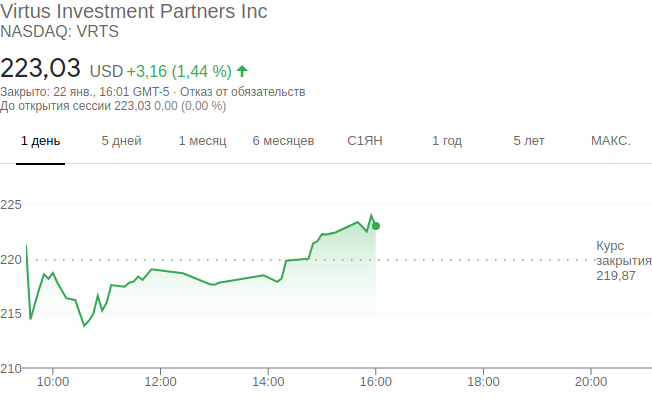 Virtus Investment Partners Inc
NASDAQ: VRTS
223,03 USD +3,16 (1,44 %)
Закрыто: 22 янв., 16:01 GMT-5 · Отказ от обязательств
До открытия сессии 223,03 0,00 (0,00 %)
1 день 5 дней 1 месяц 6 месяцев С1ЯН 1 год 5 лет МАКС.
225
220
215
210
Курс
закрытия
219,87
10:00 12:00 14:00 16:00 18:00 20:00